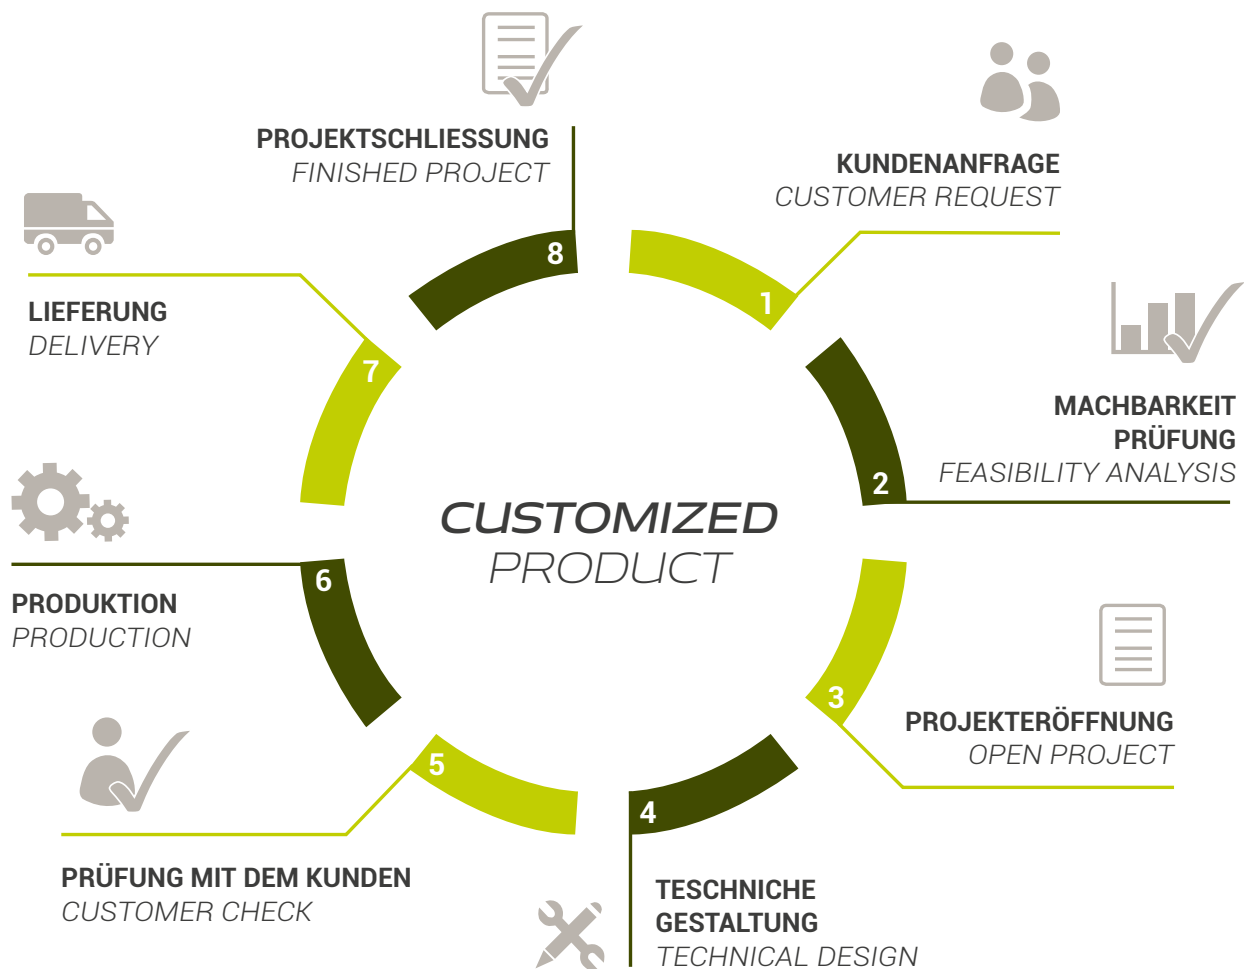 PROJEKTSCHLIESSUNG
FINISHED PROJECT
KUNDENANFRAGE
CUSTOMER REQUEST
8
1
LIEFERUNG
DELIVERY
7
MACHBARKEIT
PRÜFUNG
FEASIBILITY ANALYSIS
2
CUSTOMIZED
PRODUCT
6
PRODUKTION
PRODUCTION
3
PROJEKTERÖFFNUNG
OPEN PROJECT
5
4
PRÜFUNG MIT DEM KUNDEN
CUSTOMER CHECK
TESCHNICHE
GESTALTUNG
TECHNICAL DESIGN